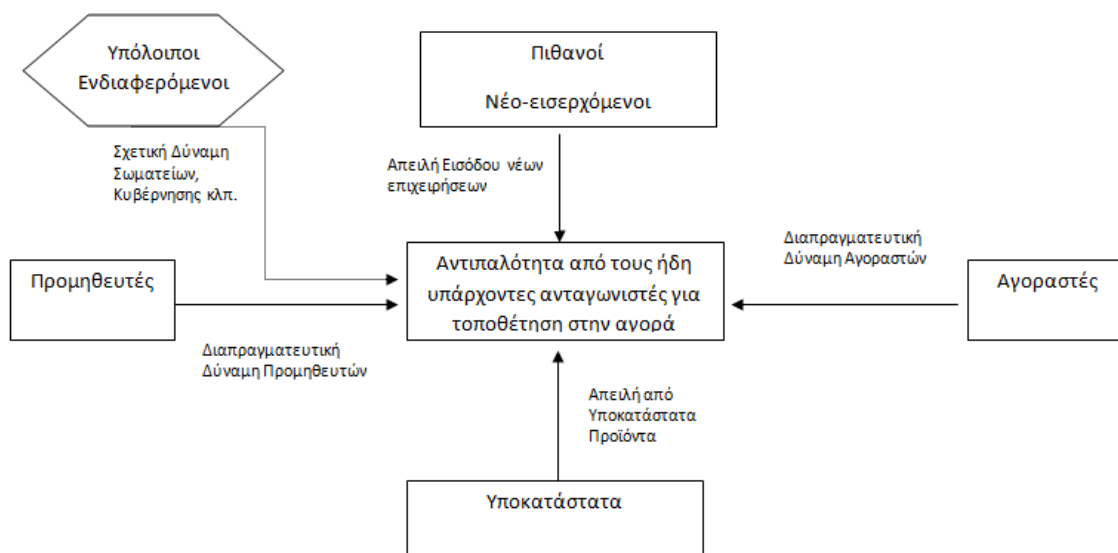 Υπόλοιποι
Ενδιαφερόμενοι
Πιθανοί
Νέο-εισερχόμενοι
Σχετική Δύναμη
Σωματείων,
Κυβέρνησης κλπ.
Απειλή Εισόδου νέων
επιχειρήσεων
Διαπραγματευτική
Δύναμη Αγοραστών
Προμηθευτές
Αντιπαλότητα από τους ήδη
υπάρχοντες ανταγωνιστές για
τοποθέτηση στην αγορά
Αγοραστές
Διαπραγματευτική
Δύναμη Προμηθευτών
Απειλή από
Υποκατάστατα
Προϊόντα
Υποκατάστατα